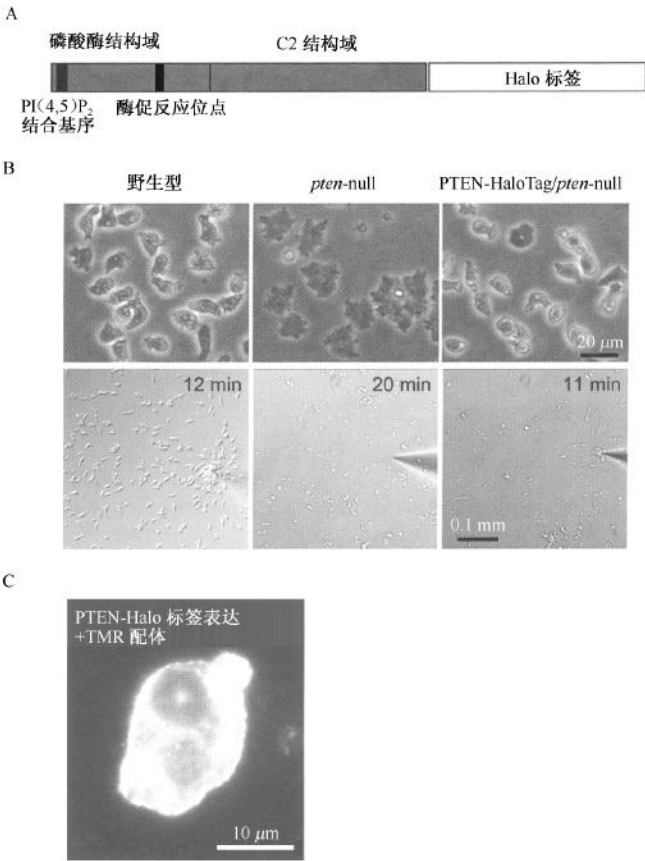 A
磷酸酶结构域
C2 结构域
Halo 标签
PI(4,5)P₂
结合基序
酶促反应位点
B
野生型
pten-null
PTEN-HaloTag/pten-null
20 μm
12 min
20 min
11 min
0.1 mm
C
PTEN-Halo 标签表达
+TMR 配体
10 μm